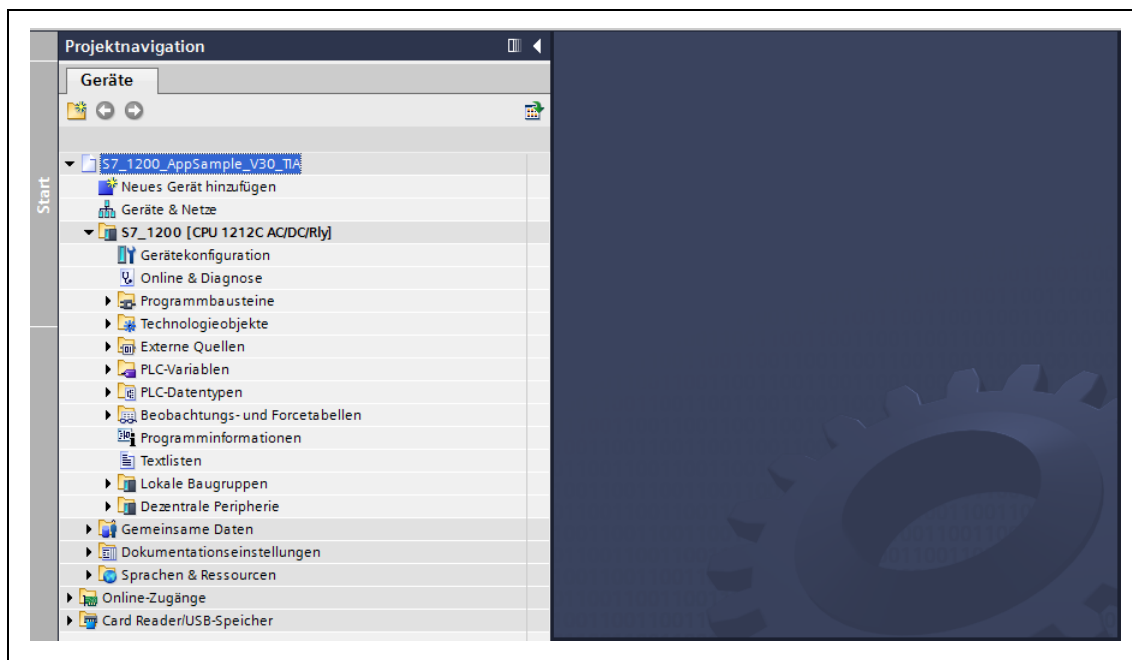 Projektnavigation
Geräte
Start
S7_1200_AppSample_V30_TIA
Neues Gerät hinzufügen
Geräte & Netze
S7_1200 [CPU 1212C AC/DC/Rly]
Gerätekonfiguration
Online & Diagnose
Programmbausteine
Technologieobjekte
Externe Quellen
PLC-Variablen
PLC-Datentypen
Beobachtungs- und Forcetabellen
Programminformationen
Textlisten
Lokale Baugruppen
Dezentrale Peripherie
Gemeinsame Daten
Dokumentationseinstellungen
Sprachen & Ressourcen
Online-Zugänge
Card Reader/USB-Speicher